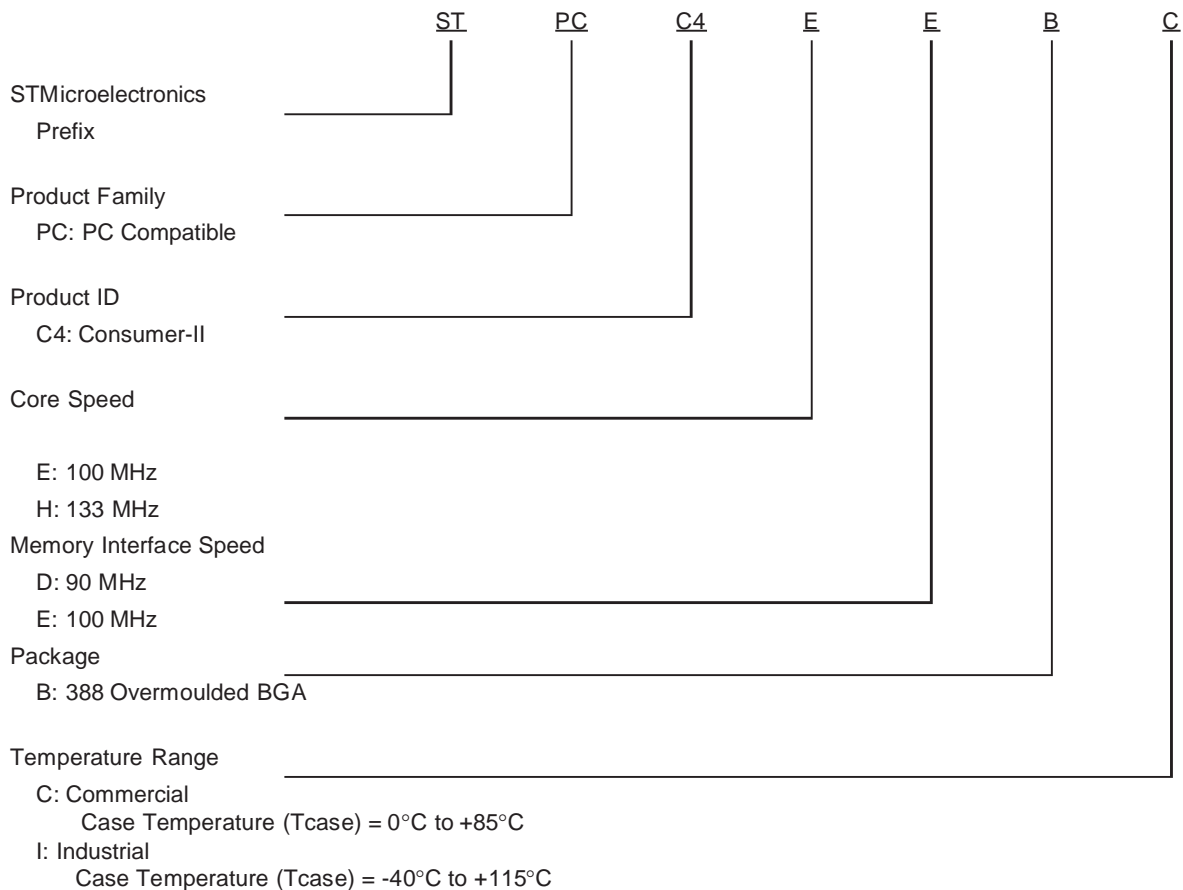 ST PC C4 E E B C
STMicroelectronics
Prefix
Product Family
PC: PC Compatible
Product ID
C4: Consumer-II
Core Speed
E: 100 MHz
H: 133 MHz
Memory Interface Speed
D: 90 MHz
E: 100 MHz
Package
B: 388 Overmoulded BGA
Temperature Range
C: Commercial
Case Temperature (Tcase) = 0°C to +85°C
I: Industrial
Case Temperature (Tcase) = -40°C to +115°C